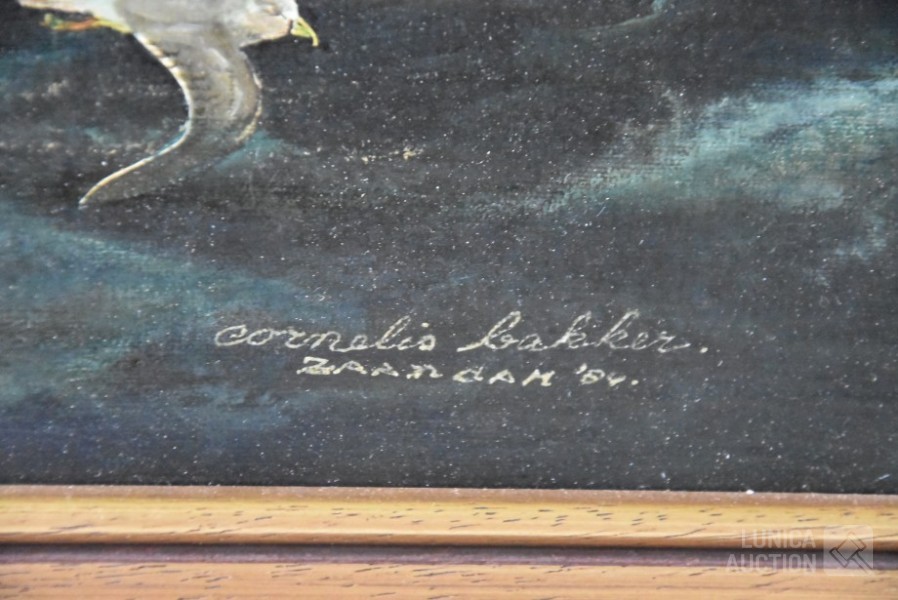 cornelis bakker.
ZAANDAM '84.
LUNICA
AUCTION